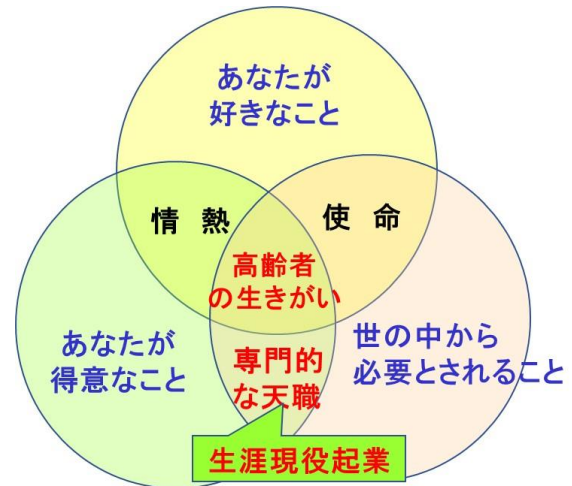 あなたが
好きなこと
情 熱
使 命
高齢者
の生きがい
あなたが
得意なこと
専門的
な天職
世の中から
必要とされること
生涯現役起業